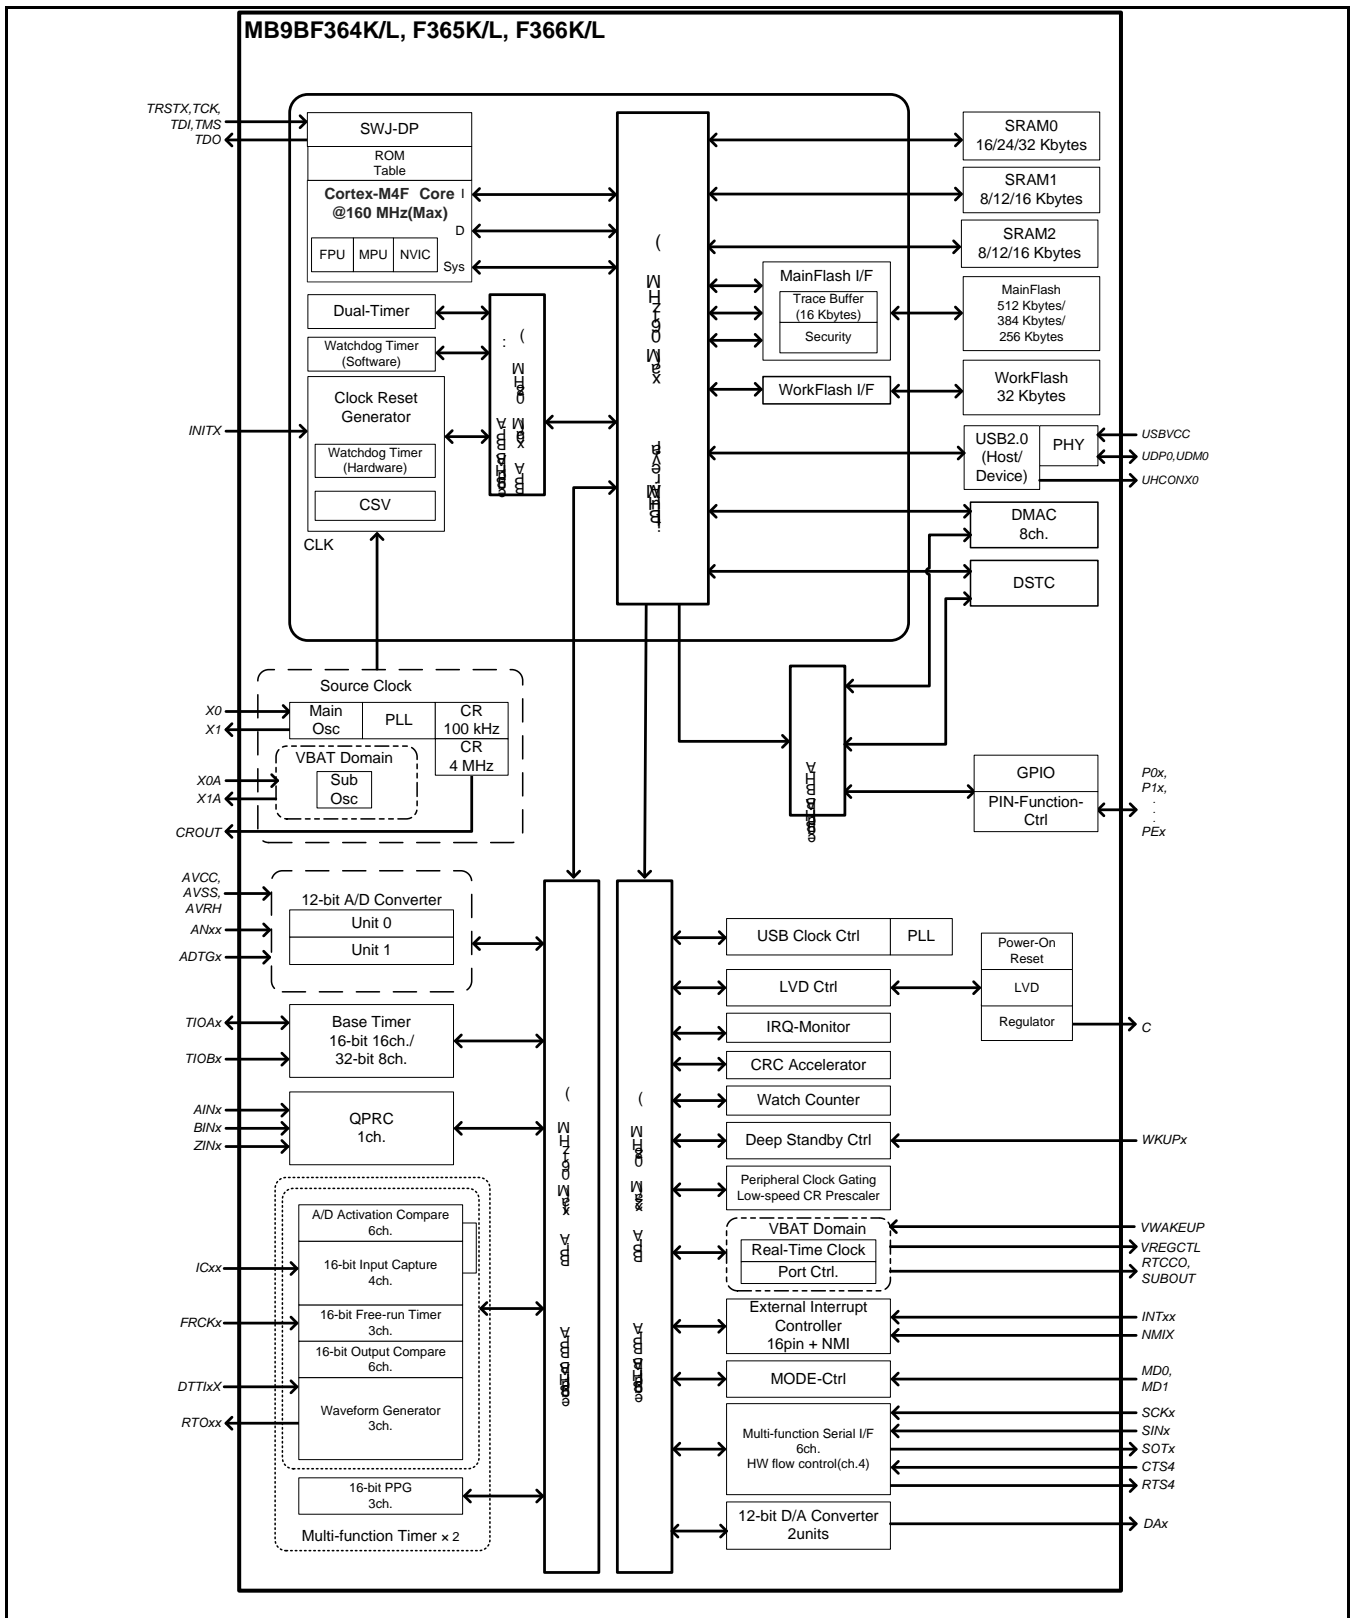 MB9BF364K/L, F365K/L, F366K/L
TRSTX,TCK,
TDI,TMS
TDO
SWJ-DP
ROM
Table
Cortex-M4F Core
@160 MHz(Max)
I
D
Sys
FPU
MPU
NVIC
Dual-Timer
Watchdog Timer
(Software)
Clock Reset
Generator
Watchdog Timer
(Hardware)
CSV
CLK
INITX
SRAM0
16/24/32 Kbytes
SRAM1
8/12/16 Kbytes
SRAM2
8/12/16 Kbytes
MainFlash I/F
Trace Buffer
(16 Kbytes)
Security
MainFlash
512 Kbytes/
384 Kbytes/
256 Kbytes
WorkFlash I/F
WorkFlash
32 Kbytes
USB2.0
(Host/
Device)
PHY
USBVCC
UDP0,UDM0
UHCONX0
DMAC
8ch.
DSTC
Source Clock
X0
X1
Main
Osc
PLL
CR
100 kHz
CR
4 MHz
VBAT Domain
Sub
Osc
X0A
X1A
CROUT
GPIO
PIN-Function-
Ctrl
P0x,
P1x,
.
.
.
PEx
AVCC,
AVSS,
AVRH
ANxx
ADTGx
12-bit A/D Converter
Unit 0
Unit 1
TIOAx
TIOBx
Base Timer
16-bit 16ch./
32-bit 8ch.
AINx
BINx
ZINx
QPRC
1ch.
A/D Activation Compare
6ch.
16-bit Input Capture
4ch.
16-bit Free-run Timer
3ch.
16-bit Output Compare
6ch.
Waveform Generator
3ch.
16-bit PPG
3ch.
Multi-function Timer × 2
ICxx
FRCKx
DTTIxX
RTOxx
USB Clock Ctrl
PLL
LVD Ctrl
Power-On
Reset
LVD
Regulator
C
IRQ-Monitor
CRC Accelerator
Watch Counter
Deep Standby Ctrl
WKUPx
Peripheral Clock Gating
Low-speed CR Prescaler
VBAT Domain
Real-Time Clock
Port Ctrl.
VWAKEUP
VREGCTL
RTCCO,
SUBOUT
External Interrupt
Controller
16pin + NMI
INTxx
NMIX
MODE-Ctrl
MD0,
MD1
Multi-function Serial I/F
6ch.
HW flow control(ch.4)
SCKx
SINx
SOTx
CTS4
RTS4
12-bit D/A Converter
2units
DAx